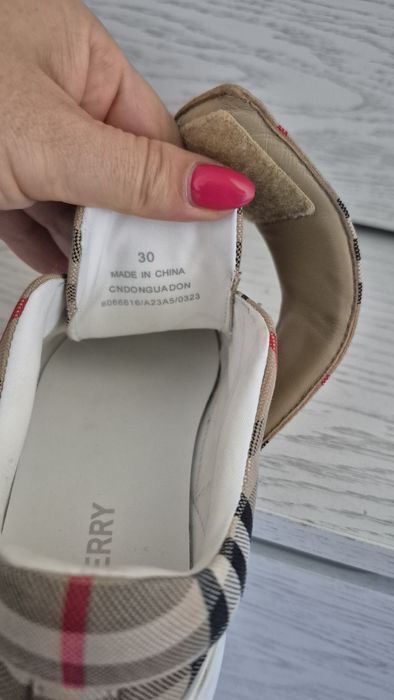 30
MADE IN CHINA
CNDONGUADON
8066616/A23A5/0323
ERRY